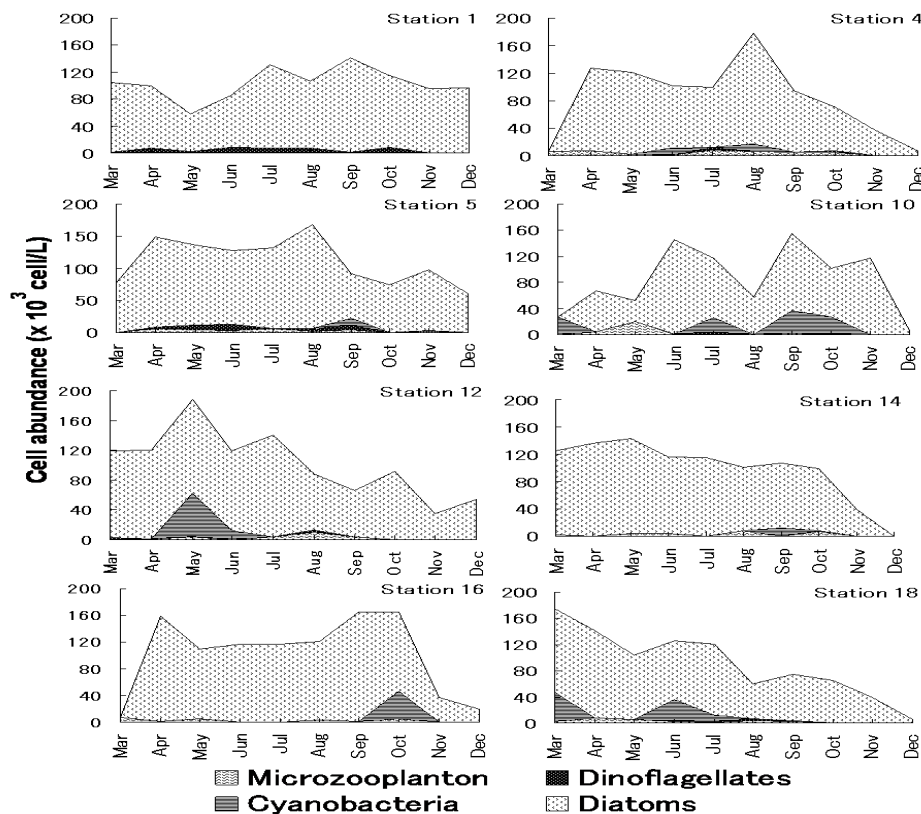 Cell abundance (x 10³ cell/L)
Station 1
200
160
120
80
40
0
Mar Apr May Jun Jul Aug Sep Oct Nov Dec
Station 4
200
160
120
80
40
0
Mar Apr May Jun Jul Aug Sep Oct Nov Dec
Station 5
200
150
100
50
0
Mar Apr May Jun Jul Aug Sep Oct Nov Dec
Station 10
200
160
120
80
40
0
Mar Apr May Jun Jul Aug Sep Oct Nov Dec
Station 12
200
160
120
80
40
0
Mar Apr May Jun Jul Aug Sep Oct Nov Dec
Station 14
200
160
120
80
40
0
Mar Apr May Jun Jul Aug Sep Oct Nov Dec
Station 16
200
160
120
80
40
0
Mar Apr May Jun Jul Aug Sep Oct Nov Dec
Station 18
200
160
120
80
40
0
Mar Apr May Jun Jul Aug Sep Oct Nov Dec
Microzooplanton
Dinoflagellates
Cyanobacteria
Diatoms